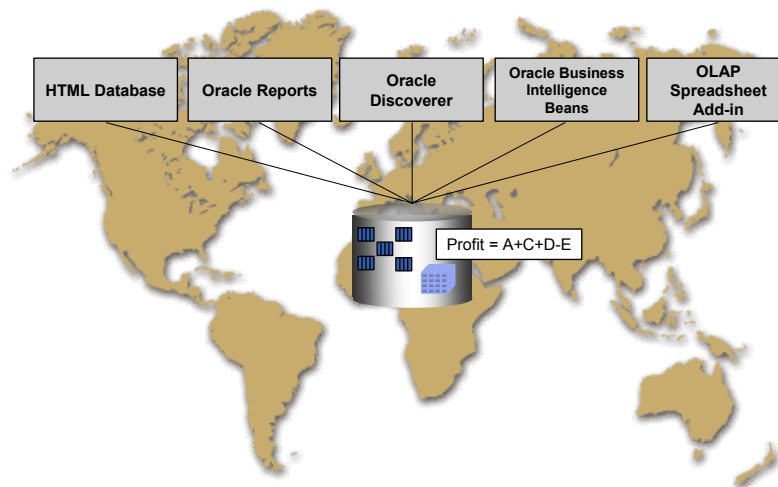 HTML Database
Oracle Reports
Oracle
Discoverer
Oracle Business
Intelligence
Beans
OLAP
Spreadsheet
Add-in
Profit = A+C+D-E